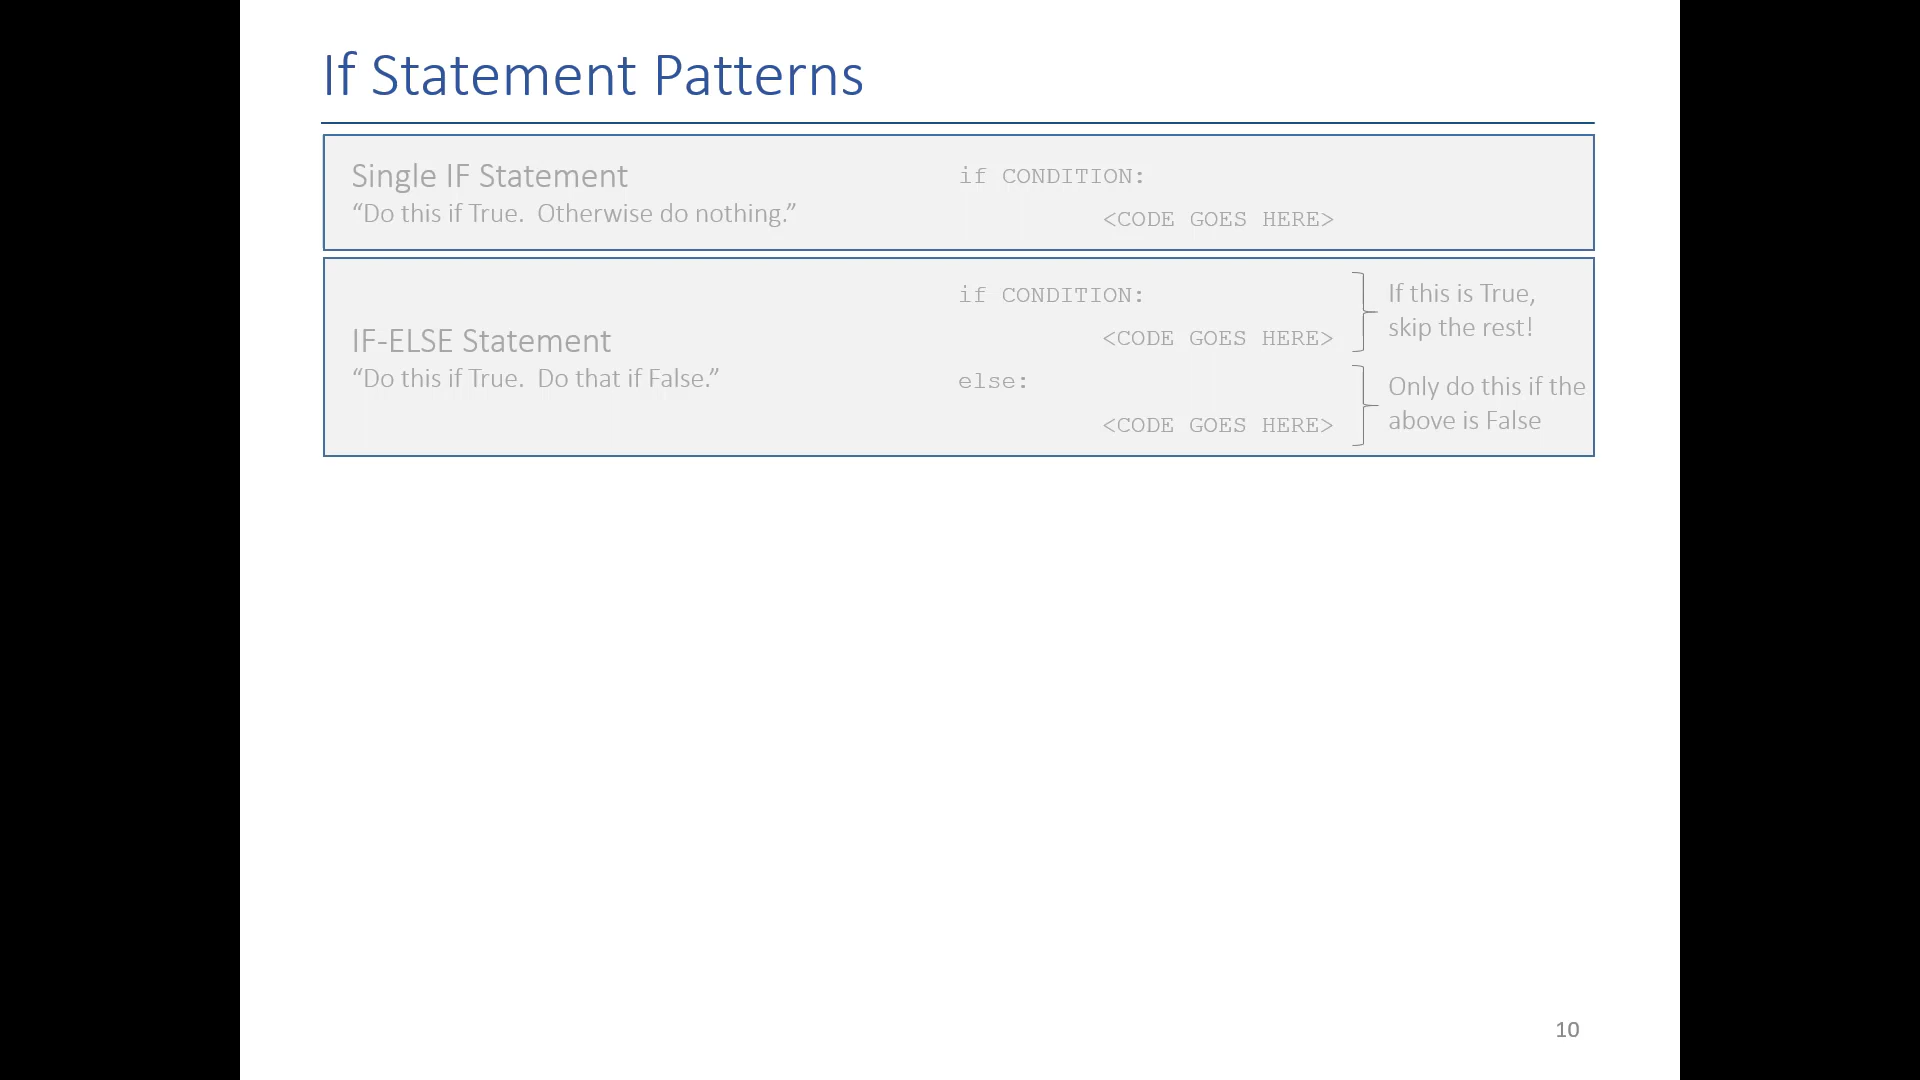 If Statement Patterns
Single IF Statement
“Do this if True.  Otherwise do nothing.”
if CONDITION:
<CODE GOES HERE>
IF-ELSE Statement
“Do this if True.  Do that if False.”
if CONDITION:
<CODE GOES HERE>
else:
<CODE GOES HERE>
If this is True,
skip the rest!
Only do this if the
above is False
10